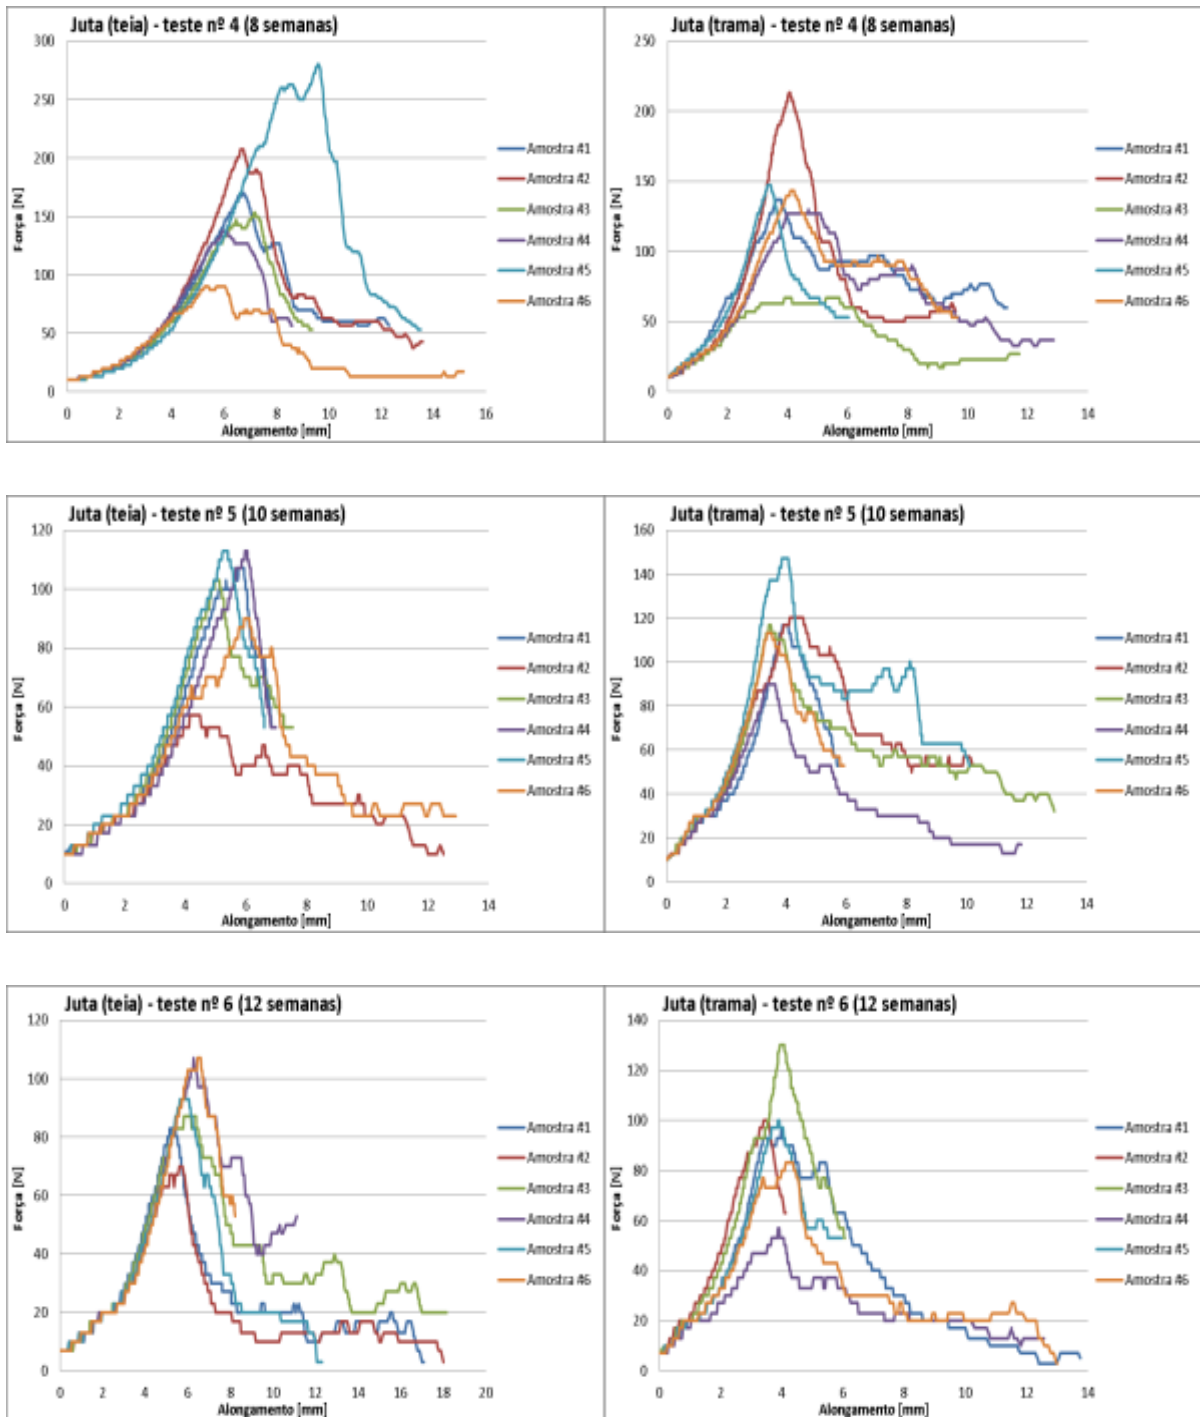 Juta (teia) - teste nº 4 (8 semanas)
Força [N]
300
250
200
150
100
50
0
0 2 4 6 8 10 12 14 16
Alongamento [mm]
Amostra #1
Amostra #2
Amostra #3
Amostra #4
Amostra #5
Amostra #6
Juta (trama) - teste nº 4 (8 semanas)
Força [N]
250
200
150
100
50
0
0 2 4 6 8 10 12 14
Alongamento [mm]
Amostra #1
Amostra #2
Amostra #3
Amostra #4
Amostra #5
Amostra #6
Juta (teia) - teste nº 5 (10 semanas)
Força [N]
120
100
80
60
40
20
0
0 2 4 6 8 10 12 14
Alongamento [mm]
Amostra #1
Amostra #2
Amostra #3
Amostra #4
Amostra #5
Amostra #6
Juta (trama) - teste nº 5 (10 semanas)
Força [N]
160
140
120
100
80
60
40
20
0
0 2 4 6 8 10 12 14
Alongamento [mm]
Amostra #1
Amostra #2
Amostra #3
Amostra #4
Amostra #5
Amostra #6
Juta (teia) - teste nº 6 (12 semanas)
Força [N]
120
100
80
60
40
20
0
0 2 4 6 8 10 12 14 16 18 20
Alongamento [mm]
Amostra #1
Amostra #2
Amostra #3
Amostra #4
Amostra #5
Amostra #6
Juta (trama) - teste nº 6 (12 semanas)
Força [N]
140
120
100
80
60
40
20
0
0 2 4 6 8 10 12 14
Alongamento [mm]
Amostra #1
Amostra #2
Amostra #3
Amostra #4
Amostra #5
Amostra #6